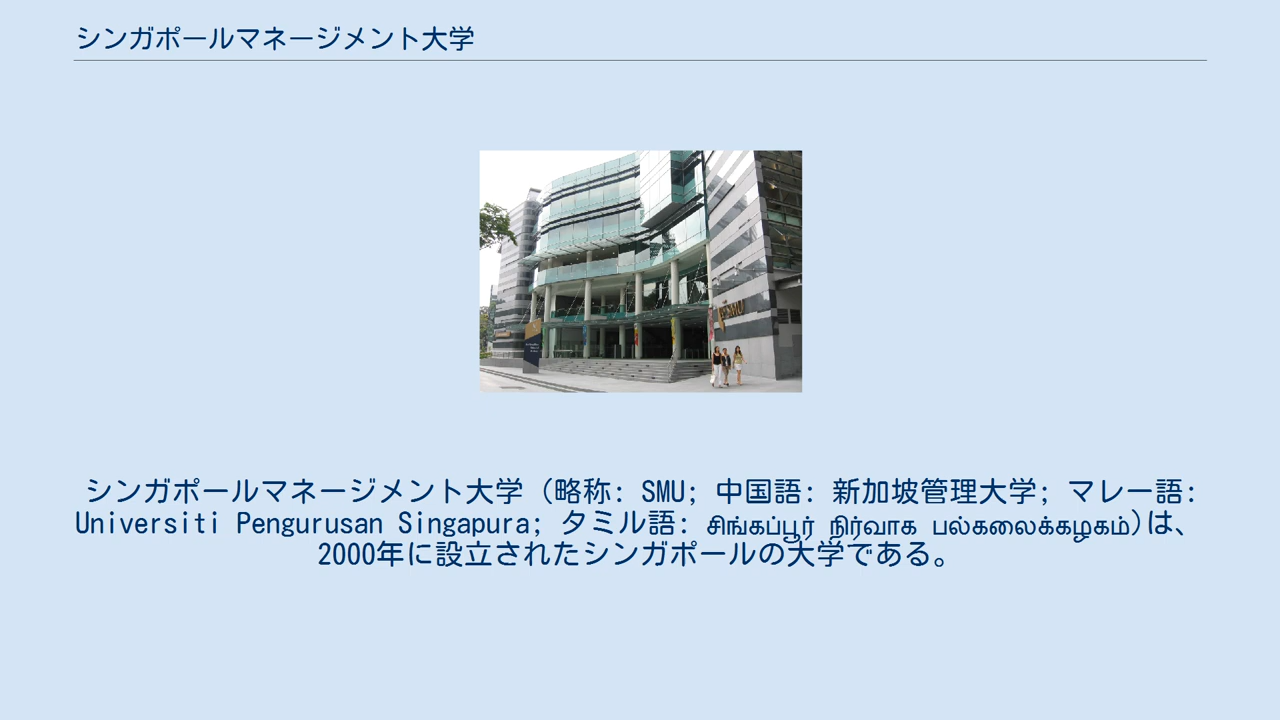 シンガポールマネージメント大学
SMU
シンガポールマネージメント大学（略称: SMU; 中国語: 新加坡管理大学; マレー語:
Universiti Pengurusan Singapura; タミル語: சிங்கப்பூர் நிர்வாக பல்கலைக்கழகம்)は、
2000年に設立されたシンガポールの大学である。